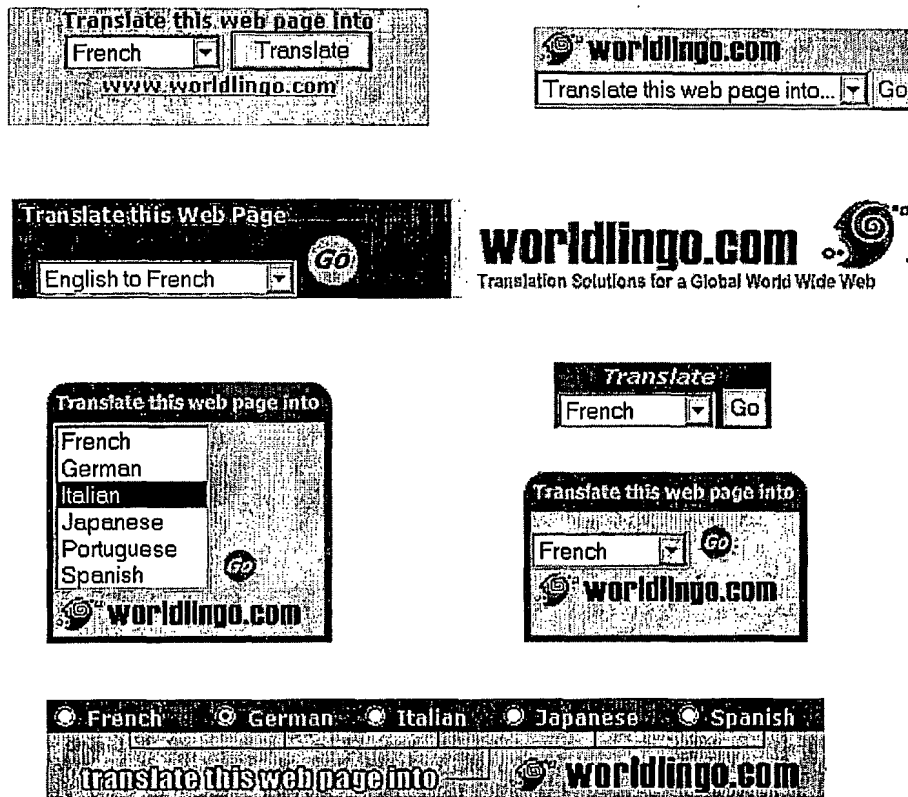 Translate this web page into
French Translate
www.worldlingo.com
worldlingo.com
Translate this web page into... Go
Translate this Web Page
English to French GO
worldlingo.com
Translation Solutions for a Global World Wide Web
Translate this web page into
French
German
Italian
Japanese
Portuguese
Spanish GO
worldlingo.com
Translate
French Go
Translate this web page into
French GO
worldlingo.com
French German Italian Japanese Spanish
translate this web page into worldlingo.com